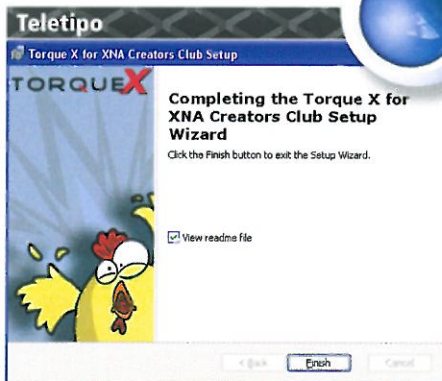 Teletipo
Torque X for XNA Creators Club Setup
TORQUEX
Completing the Torque X for
XNA Creators Club Setup
Wizard
Click the Finish button to exit the Setup Wizard.
View readme file
< Back
Finish
Cancel